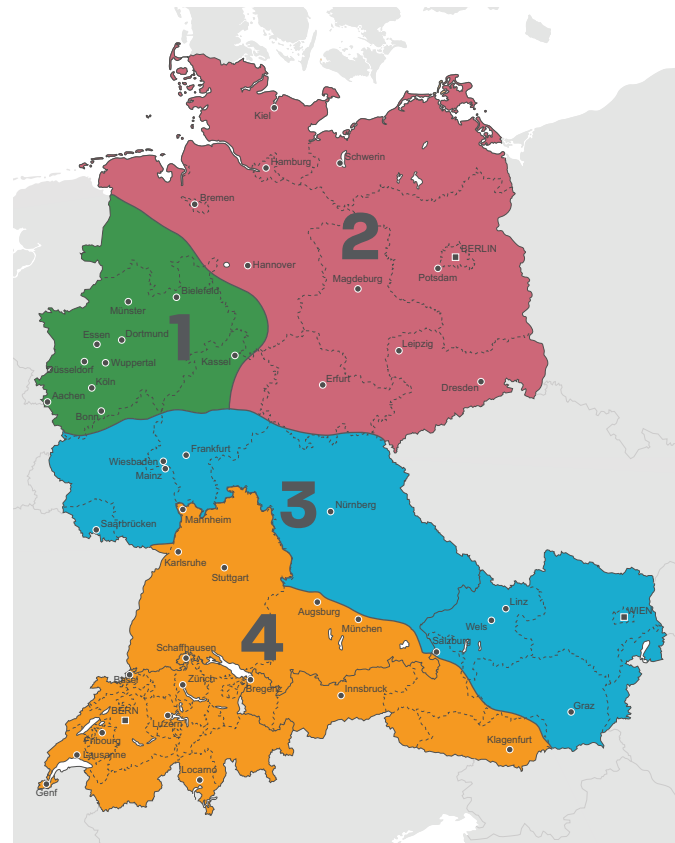 Kiel
Hamburg
Schwerin
Bremen
2
BERLIN
Hannover
Potsdam
Magdeburg
Bielefeld
Münster
1
Essen
Dortmund
Leipzig
Kassel
Wuppertal
Düsseldorf
Köln
Erfurt
Dresden
Aachen
Bonn
Frankfurt
Wiesbaden
Mainz
3
Nürnberg
Mannheim
Saarbrücken
Karlsruhe
Stuttgart
Augsburg
Linz
WIEN
München
Wels
4
Salzburg
Schaffhausen
Basel
Zürich
Bregenz
Innsbruck
Graz
BERN
Luzern
Fribourg
Klagenfurt
Lausanne
Locarno
Genf